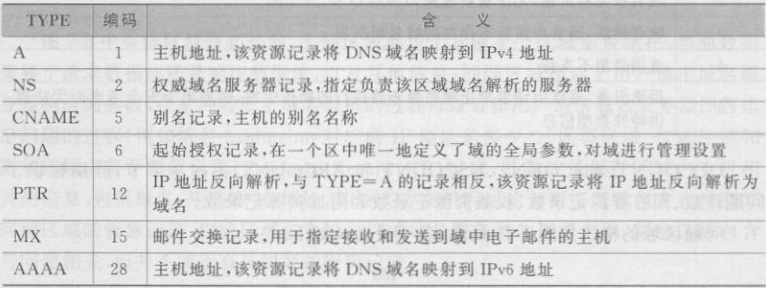 TYPE 编码 含 义
A 1 主机地址,该资源记录将 DNS 域名映射到 IPv4 地址
NS 2 权威域名服务器记录,指定负责该区域域名解析的服务器
CNAME 5 别名记录,主机的别名名称
SOA 6 起始授权记录,在一个区中唯一地定义了域的全局参数,对域进行管理设置
PTR 12 IP 地址反向解析,与 TYPE=A 的记录相反,该资源记录将 IP 地址反向解析为
域名
MX 15 邮件交换记录,用于指定接收和发送到域中电子邮件的主机
AAAA 28 主机地址,该资源记录将 DNS 域名映射到 IPv6 地址